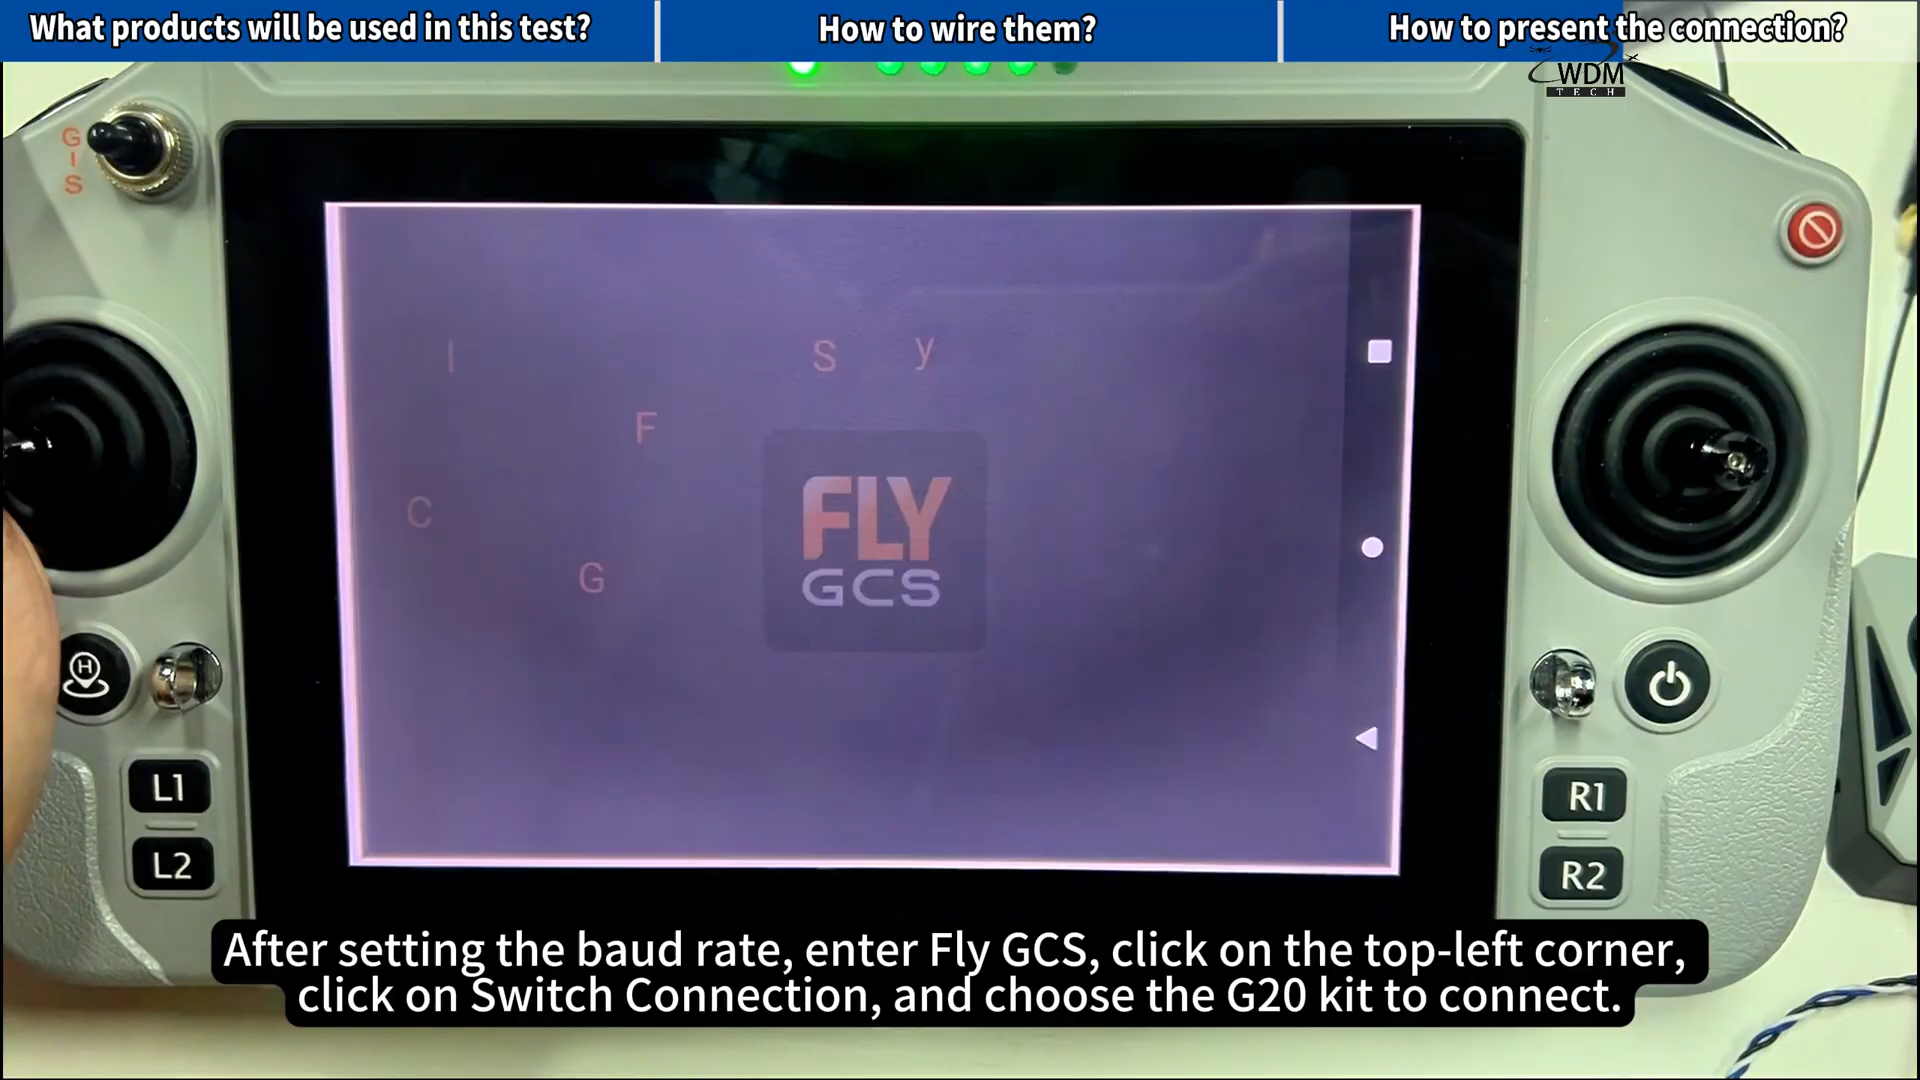 What products will be used in this test?
How to wire them?
How to present the connection?
WDM
TECH
G
I
S
I
S
y
F
C
G
FLY
GCS
H
L1
L2
R1
R2
After setting the baud rate, enter Fly GCS, click on the top-left corner,
click on Switch Connection, and choose the G20 kit to connect.